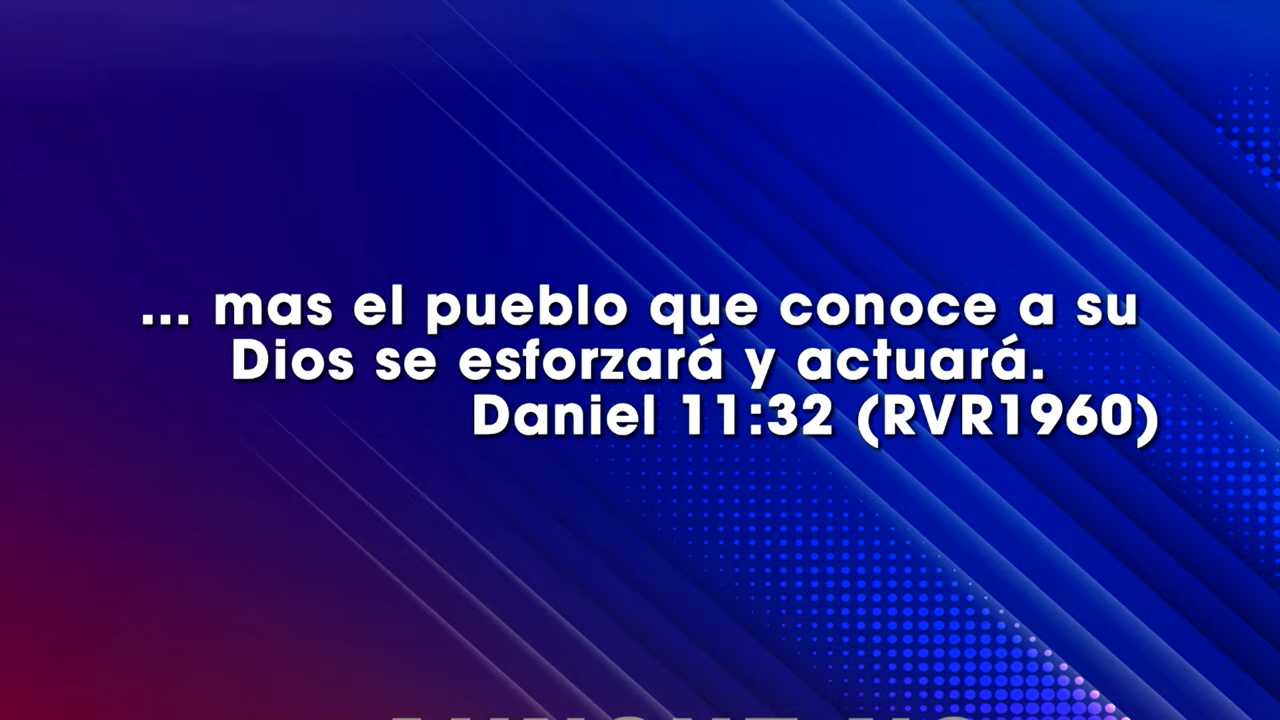 ... mas el pueblo que conoce a su
Dios se esforzará y actuará.
Daniel 11:32 (RVR1960)